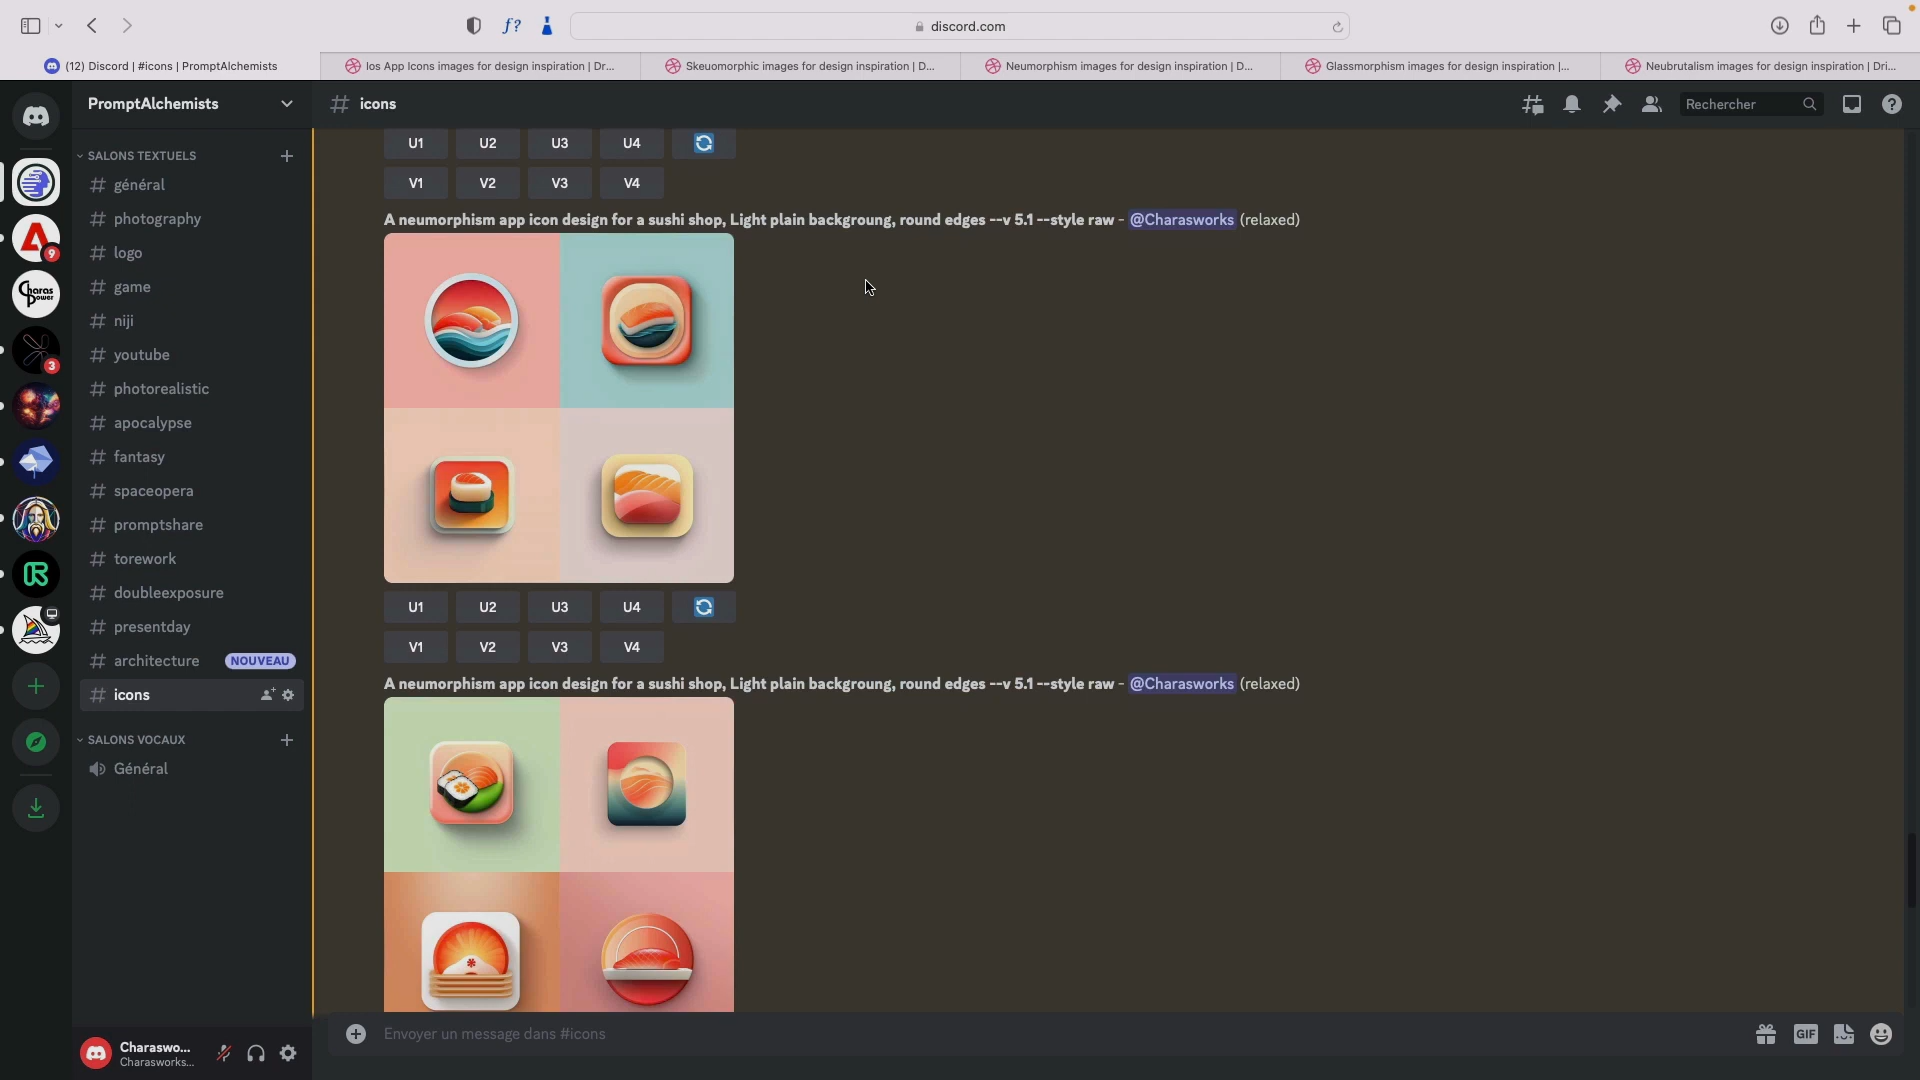 discord.com
(12) Discord | #icons | PromptAlchemists
Ios App Icons images for design inspiration | Dr...
Skeuomorphic images for design inspiration | D...
Neumorphism images for design inspiration | D...
Glassmorphism images for design inspiration |...
Neubrutalism images for design inspiration | Dri...
PromptAlchemists
# icons
Rechercher
SALONS TEXTUELS
# général
# photography
# logo
# game
# niji
# youtube
# photorealistic
# apocalypse
# fantasy
# spaceopera
# promptshare
# torework
# doubleexposure
# presentday
# architecture NOUVEAU
# icons
SALONS VOCAUX
Général
9
Charas Power
3
Charaswo...
Charasworks...
U1 U2 U3 U4
V1 V2 V3 V4
A neumorphism app icon design for a sushi shop, Light plain backgroung, round edges --v 5.1 --style raw - @Charasworks (relaxed)
U1 U2 U3 U4
V1 V2 V3 V4
A neumorphism app icon design for a sushi shop, Light plain backgroung, round edges --v 5.1 --style raw - @Charasworks (relaxed)
Envoyer un message dans #icons
GIF